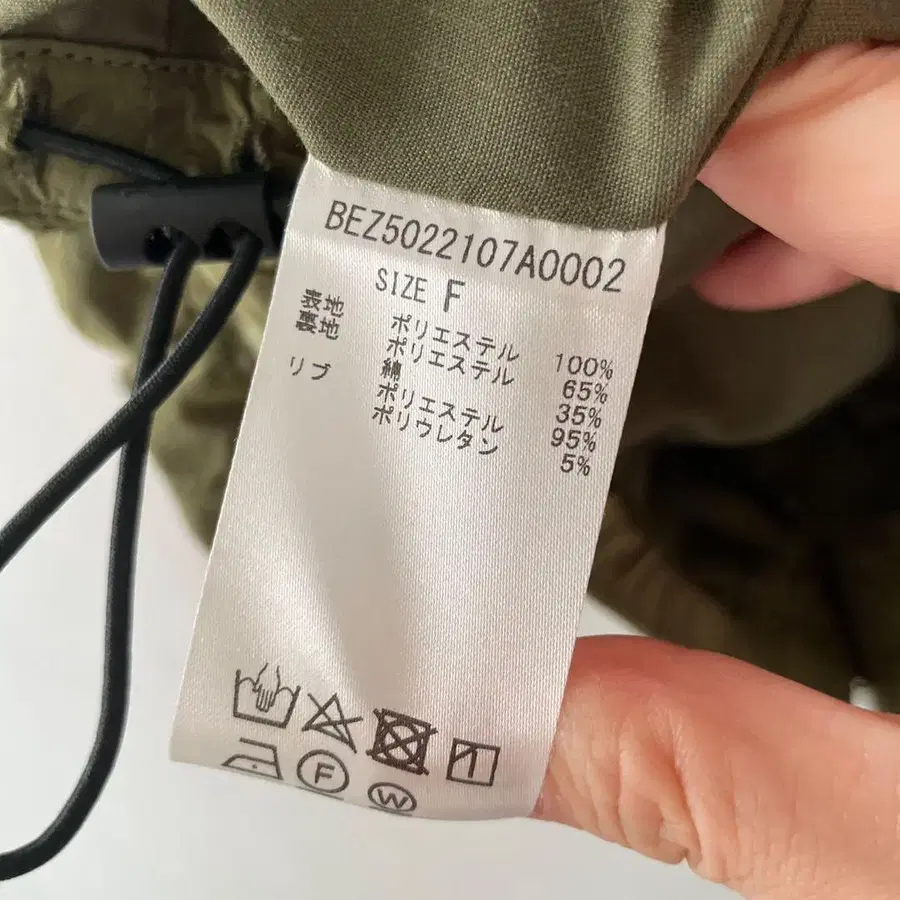 BEZ5022107A0002
SIZE F
表地 ポリエステル 100%
裏地 ポリエステル 65%
綿 35%
リブ ポリエステル 95%
ポリウレタン 5%
F
W